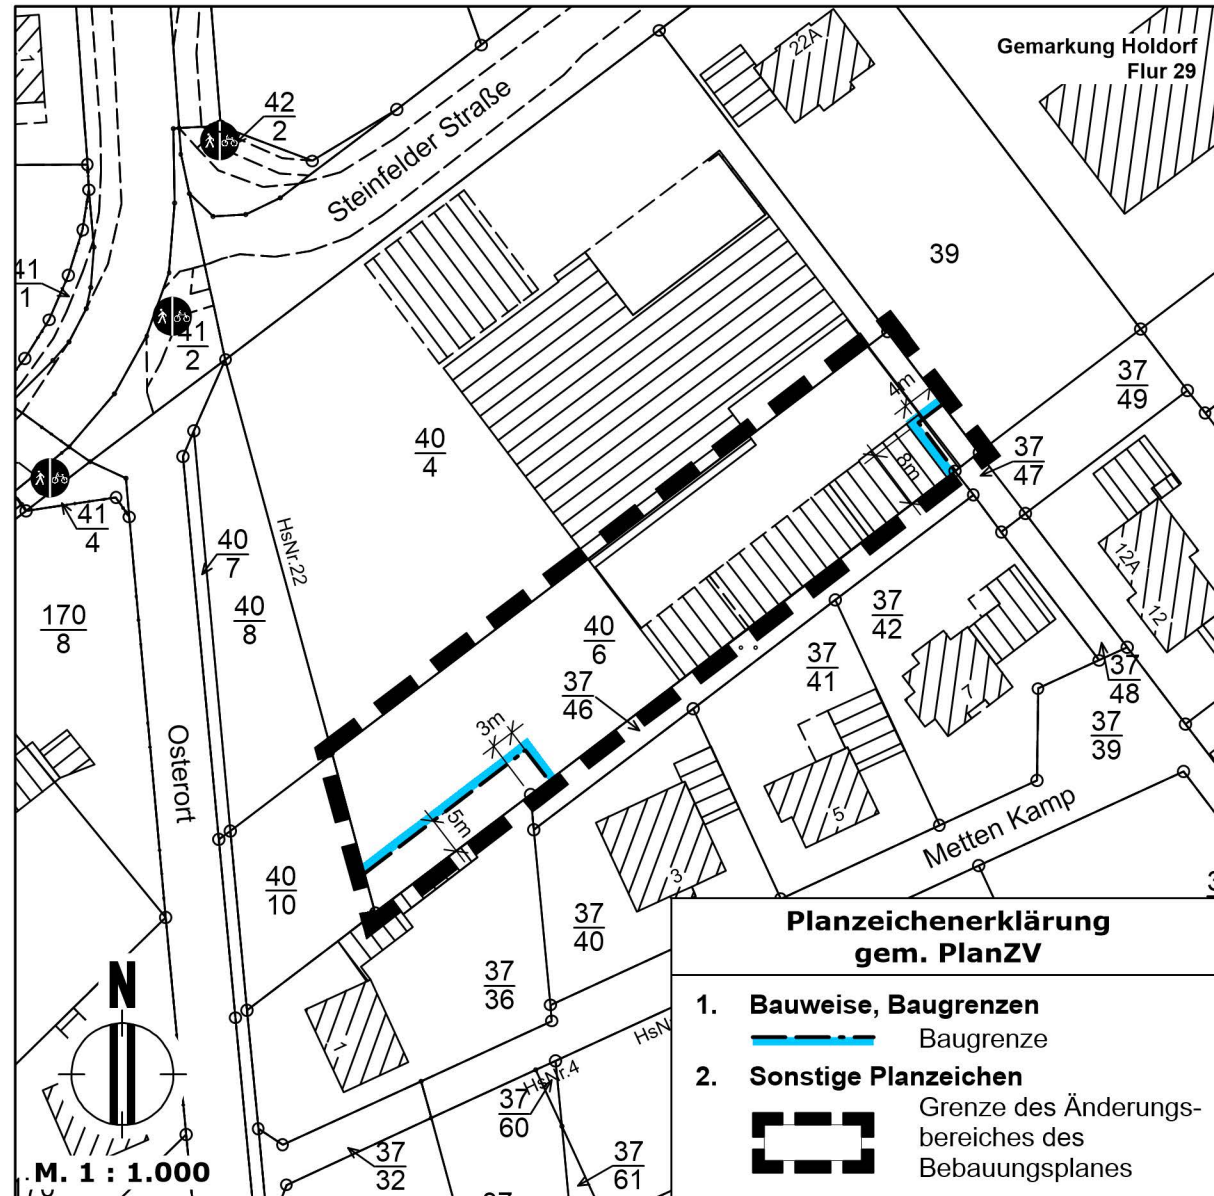 Gemarkung Holdorf
Flur 29
1
22A
42
2
Steinfelder Straße
39
41
1
41
2
4m
37
49
40
4
8m
37
47
41
4
40
7
HsNr.22
12A
12
170
8
40
8
40
6
37
42
37
46
37
41
7
37
48
3m
37
39
Osterort
5m
5
Metten Kamp
3
40
10
37
40
37
36
1
HsNr.4
37
60
37
32
37
61
N
M. 1 : 1.000
Planzeichenerklärung
gem. PlanZV
1. Bauweise, Baugrenzen
Baugrenze
2. Sonstige Planzeichen
Grenze des Änderungs-
bereiches des
Bebauungsplanes